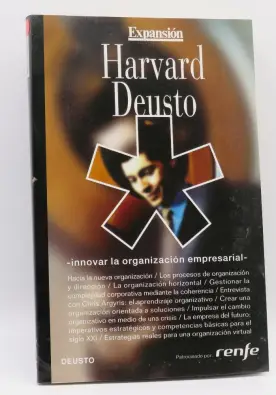 Expansión
Harvard
Deusto
-innovar la organización empresarial-
Hacia la nueva organización / Los procesos de organización
y dirección / La organización horizontal / Gestionar la
complejidad corporativa mediante la coherencia / Entrevista
con Chris Argyris: el aprendizaje organizativo / Crear una
organización orientada a soluciones / Impulsar el cambio
organizativo en medio de una crisis / La empresa del futuro:
imperativos estratégicos y competencias básicas para el
siglo XXI / Estrategias reales para una organización virtual
DEUSTO
Patrocinado por renfe